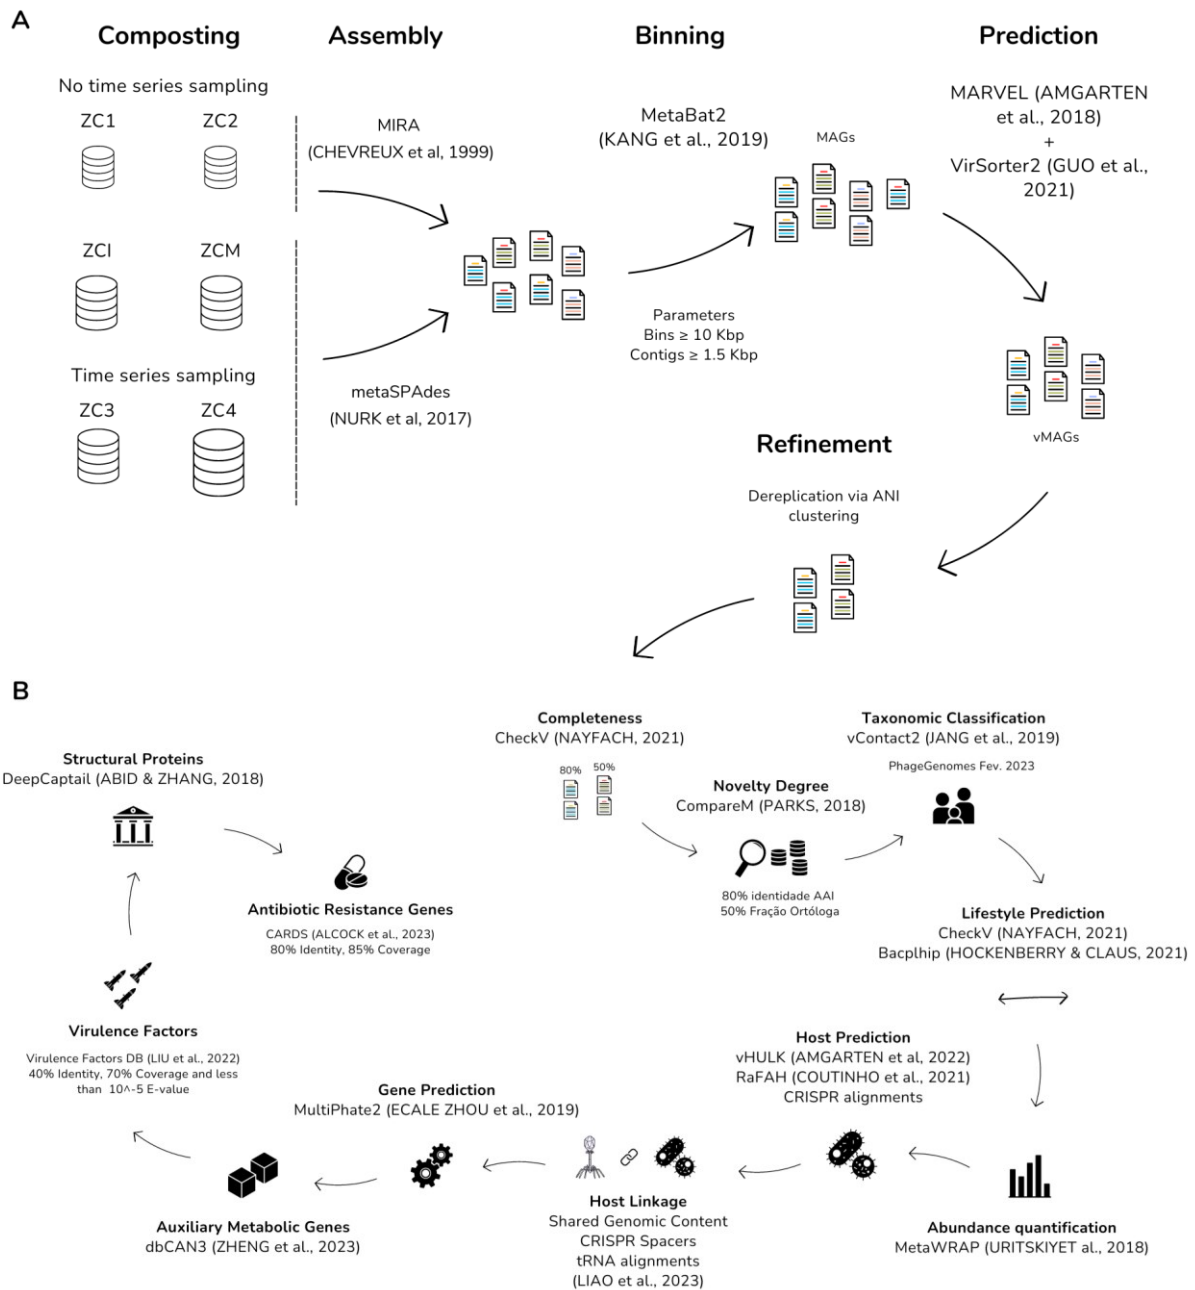 A
Composting
Assembly
Binning
Prediction
No time series sampling
ZC1
ZC2
MIRA
(CHEVREUX et al, 1999)
MetaBat2
(KANG et al., 2019)
MAGs
MARVEL (AMGARTEN
et al., 2018)
+
VirSorter2 (GUO et al.,
2021)
ZCI
ZCM
Parameters
Bins ≥ 10 Kbp
Contigs ≥ 1.5 Kbp
Time series sampling
ZC3
ZC4
metaSPAdes
(NURK et al, 2017)
vMAGs
Refinement
Dereplication via ANI
clustering
B
Completeness
CheckV (NAYFACH, 2021)
80%
50%
Taxonomic Classification
vContact2 (JANG et al., 2019)
PhageGenomes Fev. 2023
Structural Proteins
DeepCaptail (ABID & ZHANG, 2018)
Novelty Degree
CompareM (PARKS, 2018)
80% identidade AAI
50% Fração Ortóloga
Antibiotic Resistance Genes
CARDS (ALCOCK et al., 2023)
80% Identity, 85% Coverage
Lifestyle Prediction
CheckV (NAYFACH, 2021)
Bacplhip (HOCKENBERRY & CLAUS, 2021)
Virulence Factors
Virulence Factors DB (LIU et al., 2022)
40% Identity, 70% Coverage and less
than 10^-5 E-value
Host Prediction
vHULK (AMGARTEN et al, 2022)
RaFAH (COUTINHO et al., 2021)
CRISPR alignments
Gene Prediction
MultiPhate2 (ECALE ZHOU et al., 2019)
Auxiliary Metabolic Genes
dbCAN3 (ZHENG et al., 2023)
Host Linkage
Shared Genomic Content
CRISPR Spacers
tRNA alignments
(LIAO et al., 2023)
Abundance quantification
MetaWRAP (URITSKIYET al., 2018)